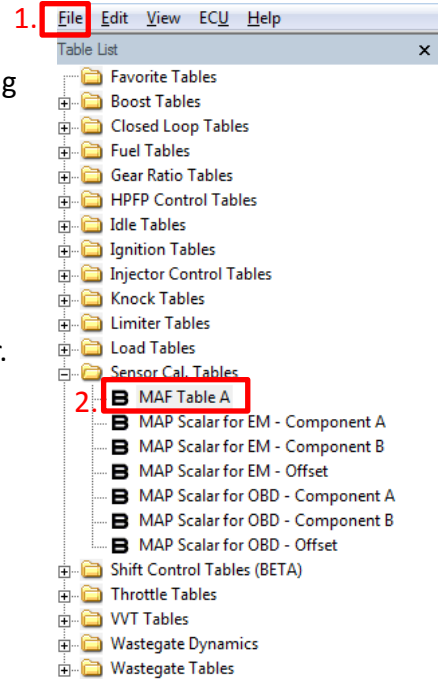 1. File Edit View ECU Help
Table List x
g
Favorite Tables
Boost Tables
Closed Loop Tables
Fuel Tables
Gear Ratio Tables
HPFP Control Tables
Idle Tables
Ignition Tables
Injector Control Tables
Knock Tables
Limiter Tables
r.
Load Tables
Sensor Cal. Tables
2. B MAF Table A
B MAP Scalar for EM - Component A
B MAP Scalar for EM - Component B
B MAP Scalar for EM - Offset
B MAP Scalar for OBD - Component A
B MAP Scalar for OBD - Component B
B MAP Scalar for OBD - Offset
Shift Control Tables (BETA)
Throttle Tables
VVT Tables
Wastegate Dynamics
Wastegate Tables